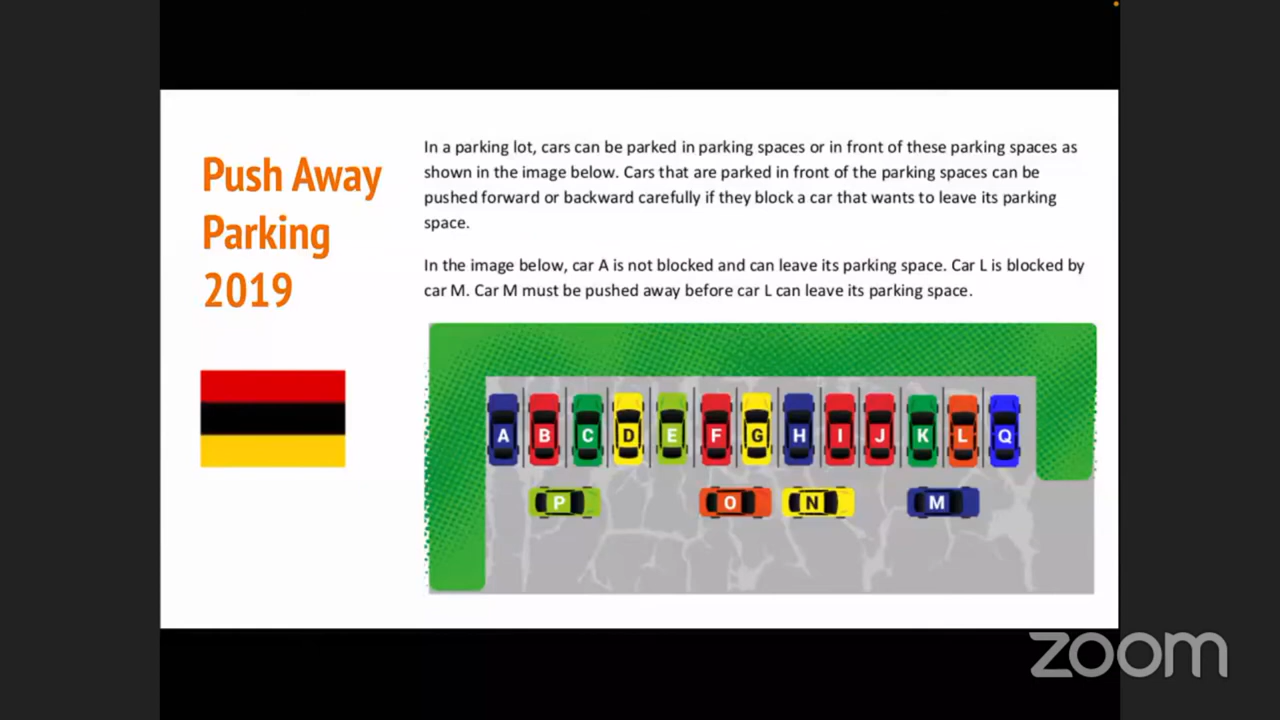 Push Away
Parking
2019
In a parking lot, cars can be parked in parking spaces or in front of these parking spaces as
shown in the image below. Cars that are parked in front of the parking spaces can be
pushed forward or backward carefully if they block a car that wants to leave its parking
space.
In the image below, car A is not blocked and can leave its parking space. Car L is blocked by
car M. Car M must be pushed away before car L can leave its parking space.
A B C D E F G H I J K L Q
P O N M
zoom